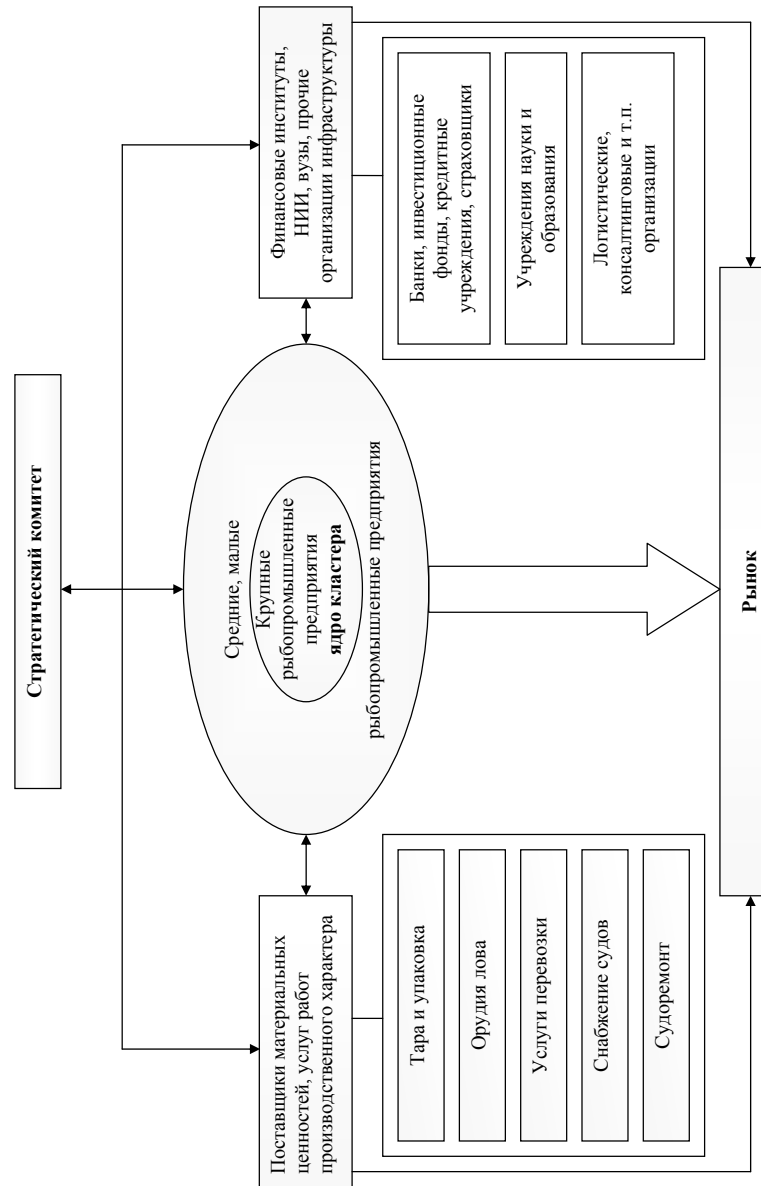 Стратегический комитет
Поставщики материальных
ценностей, услуг работ
производственного характера
Средние, малые
Крупные
рыбопромышленные
предприятия
ядро кластера
рыбопромышленные предприятия
Финансовые институты,
НИИ, вузы, прочие
организации инфраструктуры
Тара и упаковка
Орудия лова
Услуги перевозки
Снабжение судов
Судоремонт
Банки, инвестиционные
фонды, кредитные
учреждения, страховщики
Учреждения науки и
образования
Логистические,
консалтинговые и т.п.
организации
Рынок